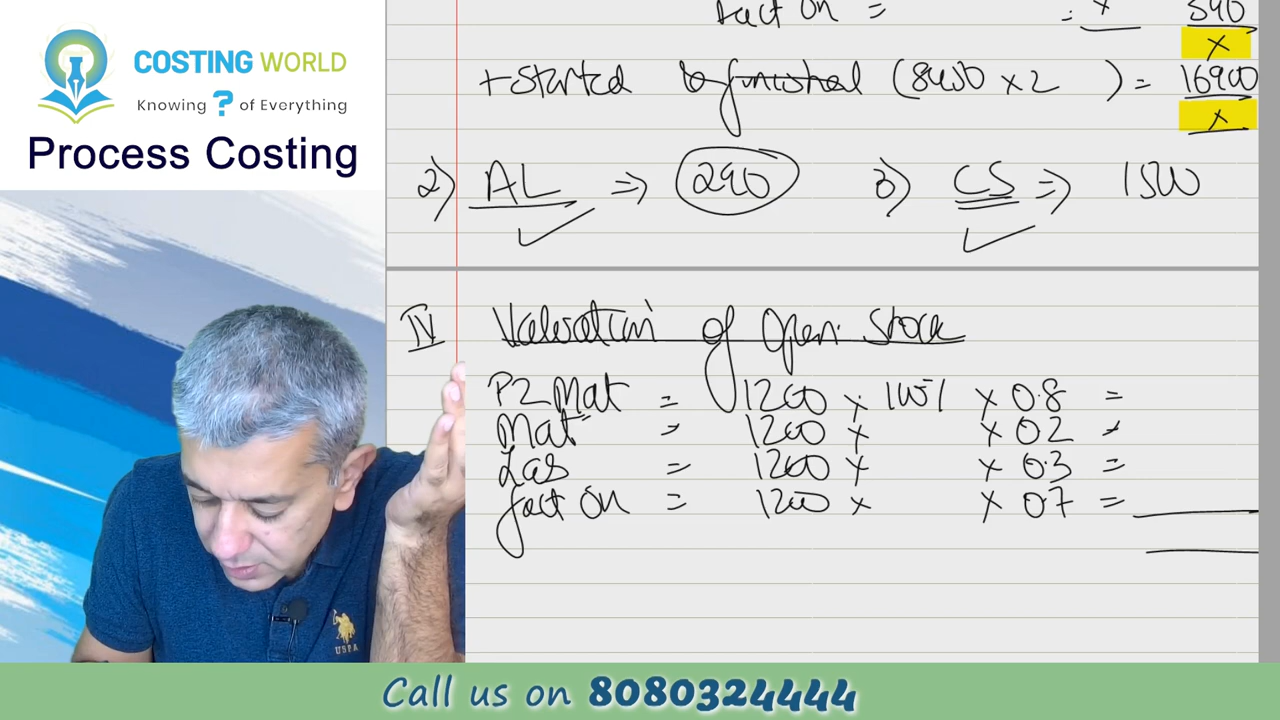 COSTING WORLD
Knowing ? of Everything
Process Costing
fact OH = = x 590
x
+ Started to finished (8450 × 2 ) = 16900
x
2) AL ⇒ 290 3) CS ⇒ 1500
IV Valuation of Open. Stock
P2 Mat = 1200 × 100% × 0.8 =
Mat = 1200 × × 0.2 =
Lab = 1200 × × 0.3 =
fact OH = 1200 × × 0.7 =
U.S.P.A.
Call us on 8080324444